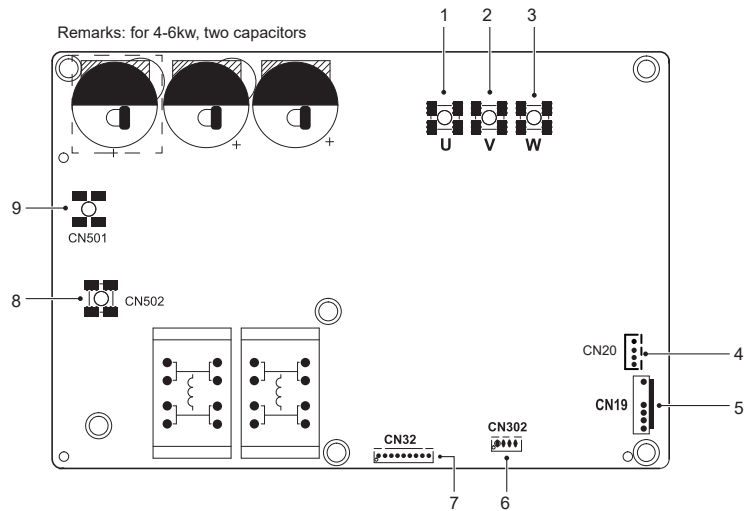 Remarks: for 4-6kw, two capacitors
1 2 3
+ + +
U V W
9
CN501
8 CN502
CN20 4
CN19 5
CN32 CN302
7 6